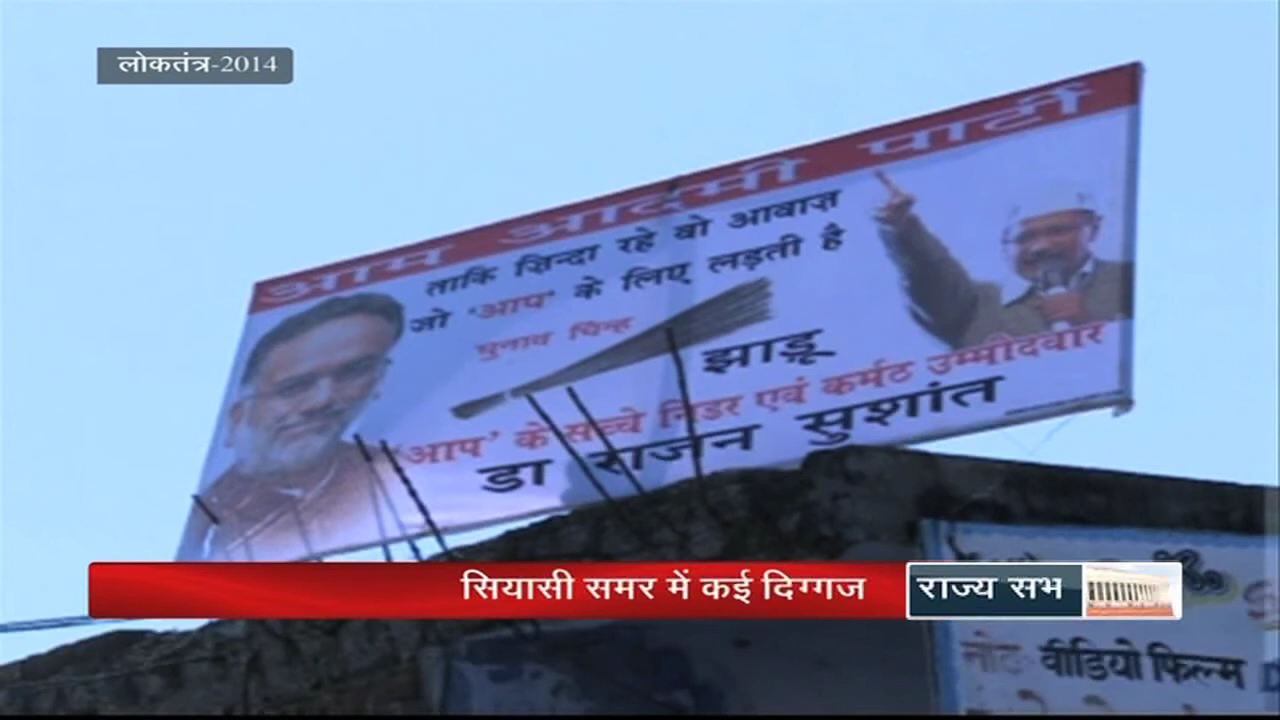 लोकतंत्र-2014
आम आदमी पार्टी
ताकि ज़िन्दा रहे वो आवाज़
जो 'आप' के लिए लड़ती है
चुनाव चिन्ह
झाड़ू
'आप' के सच्चे निडर एवं कर्मठ उम्मीदवार
डा राजन सुशांत
सियासी समर में कई दिग्गज
राज्य सभ
नोट वीडियो फिल्म